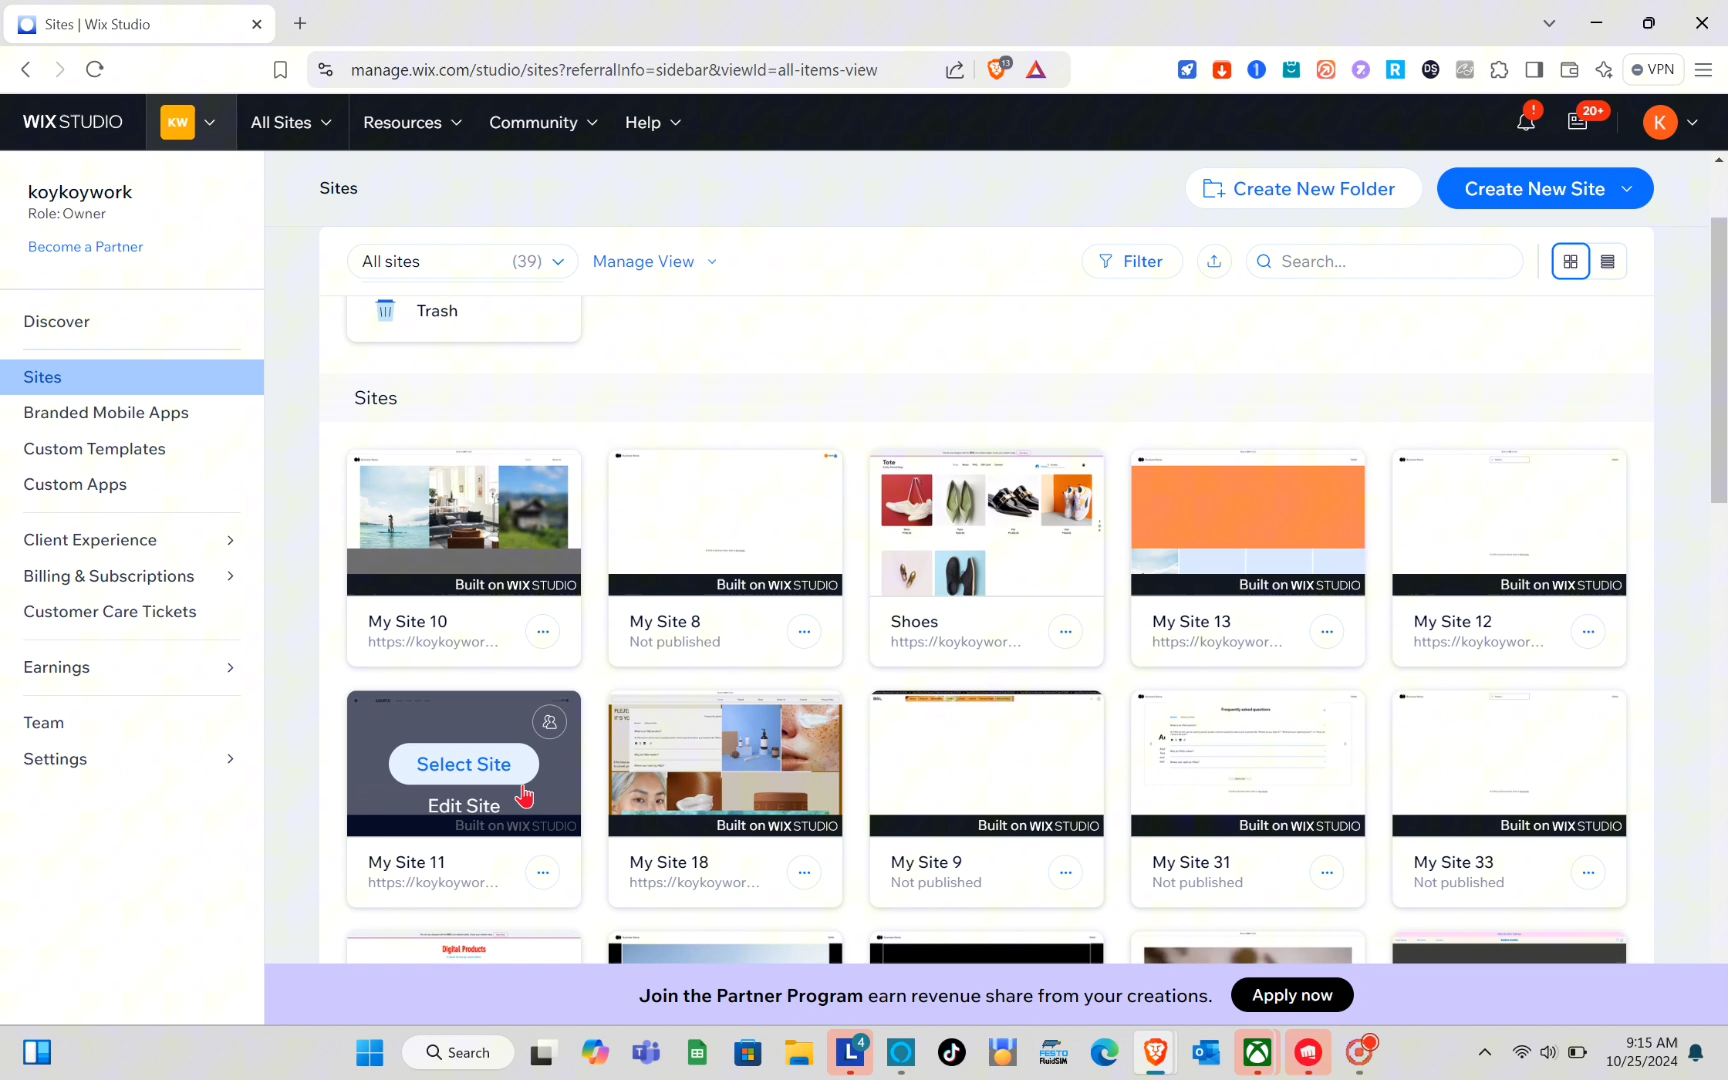 Sites | Wix Studio
manage.wix.com/studio/sites?referralInfo=sidebar&viewId=all-items-view
13
VPN
WIX STUDIO
KW
All Sites
Resources
Community
Help
!
20+
K
koykoywork
Role: Owner
Become a Partner
Discover
Sites
Branded Mobile Apps
Custom Templates
Custom Apps
Client Experience
Billing & Subscriptions
Customer Care Tickets
Earnings
Team
Settings
Sites
Create New Folder
Create New Site
All sites (39)
Manage View
Filter
Search...
Trash
Sites
Tote
Built on WIX STUDIO
Built on WIX STUDIO
Built on WIX STUDIO
Built on WIX STUDIO
My Site 10
https://koykoywor...
My Site 8
Not published
Shoes
https://koykoywor...
My Site 13
https://koykoywor...
My Site 12
https://koykoywor...
Select Site
Edit Site
Frequently asked questions
Built on WIX STUDIO
Built on WIX STUDIO
Built on WIX STUDIO
Built on WIX STUDIO
Built on WIX STUDIO
My Site 11
https://koykoywor...
My Site 18
https://koykoywor...
My Site 9
Not published
My Site 31
Not published
My Site 33
Not published
Digital Products
Join the Partner Program earn revenue share from your creations.
Apply now
Search
4
FESTO
FluidSIM
9:15 AM
10/25/2024